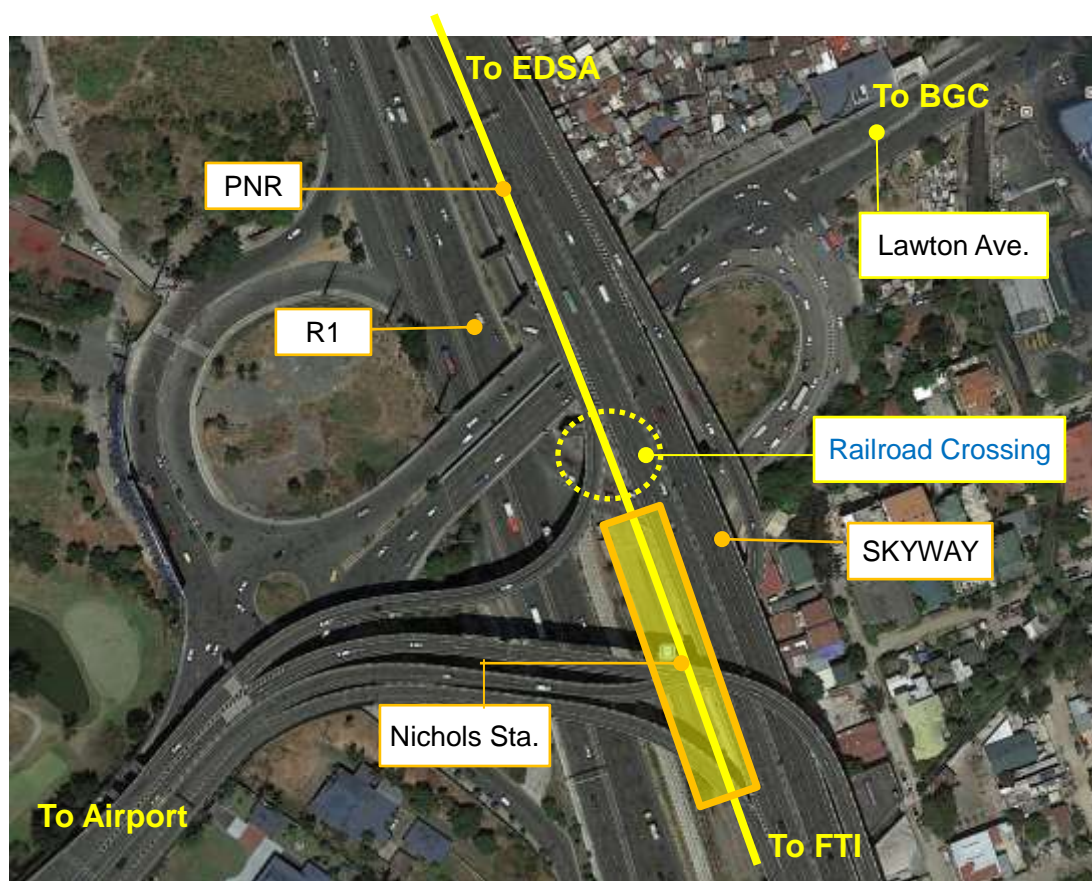 To EDSA
To BGC
PNR
Lawton Ave.
R1
Railroad Crossing
SKYWAY
Nichols Sta.
To Airport
To FTI